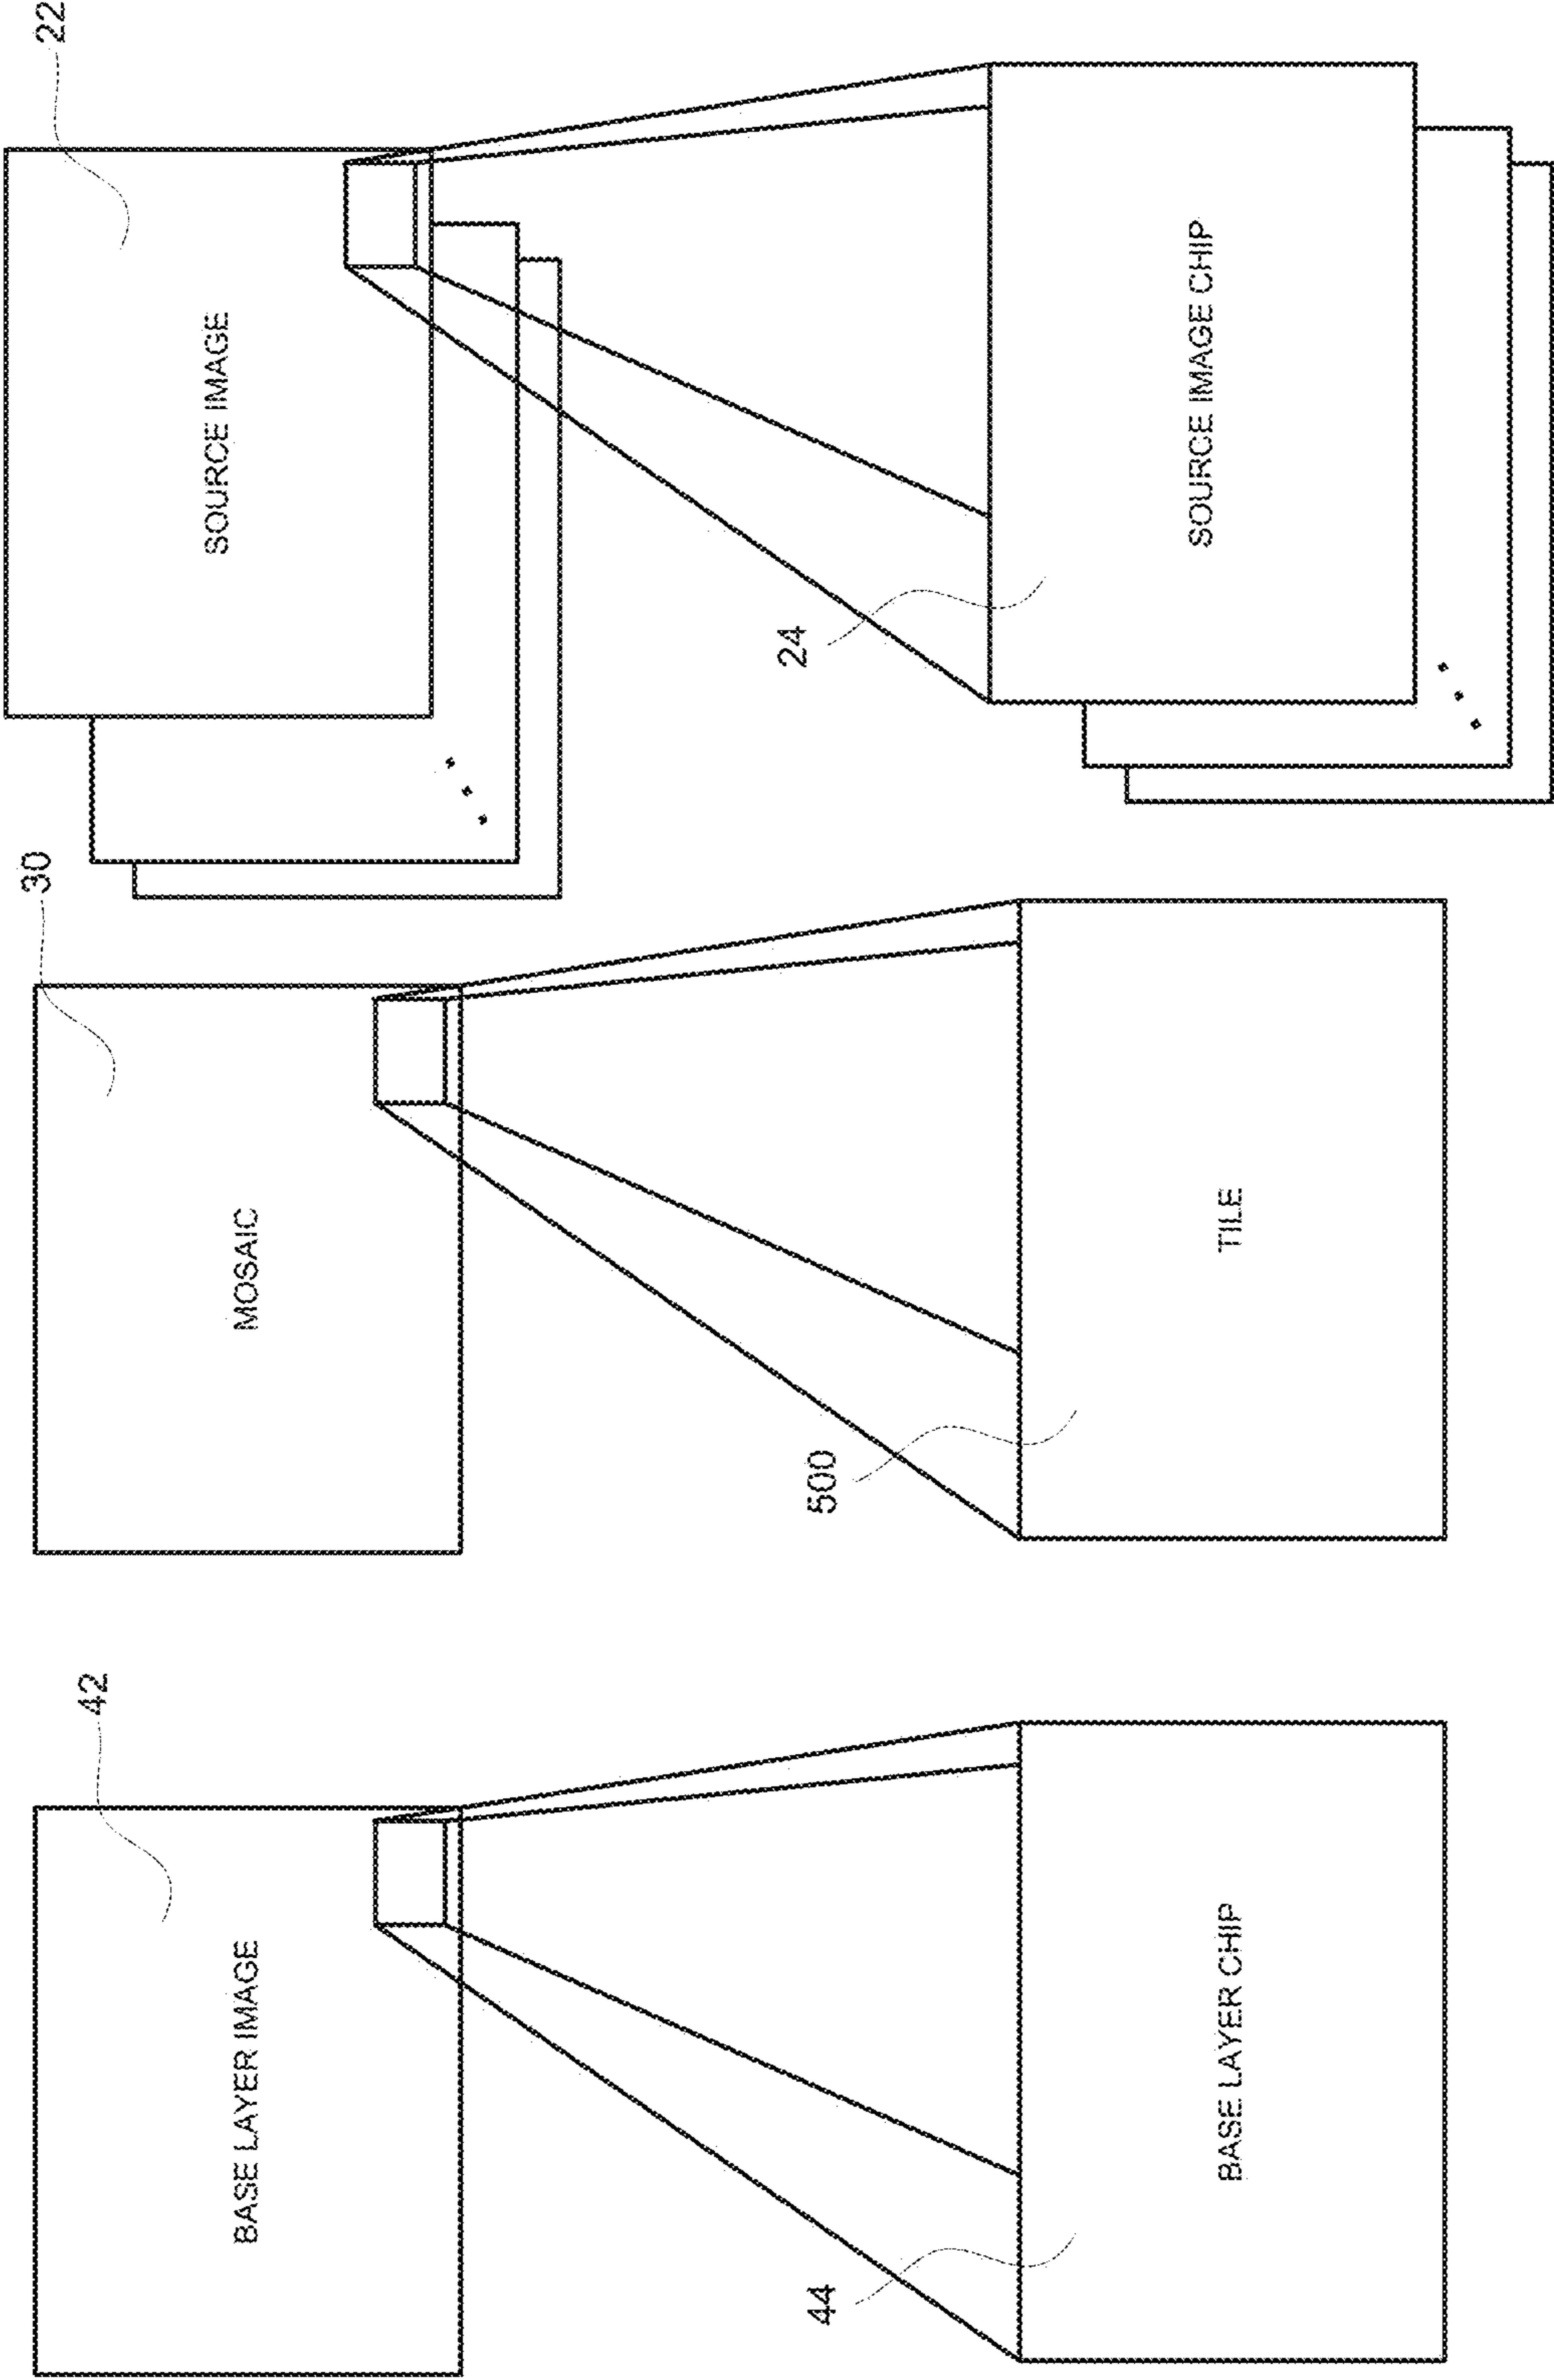 42
30
22
BASE LAYER IMAGE
MOSAIC
SOURCE IMAGE
44
500
24
BASE LAYER CHIP
TILE
SOURCE IMAGE CHIP